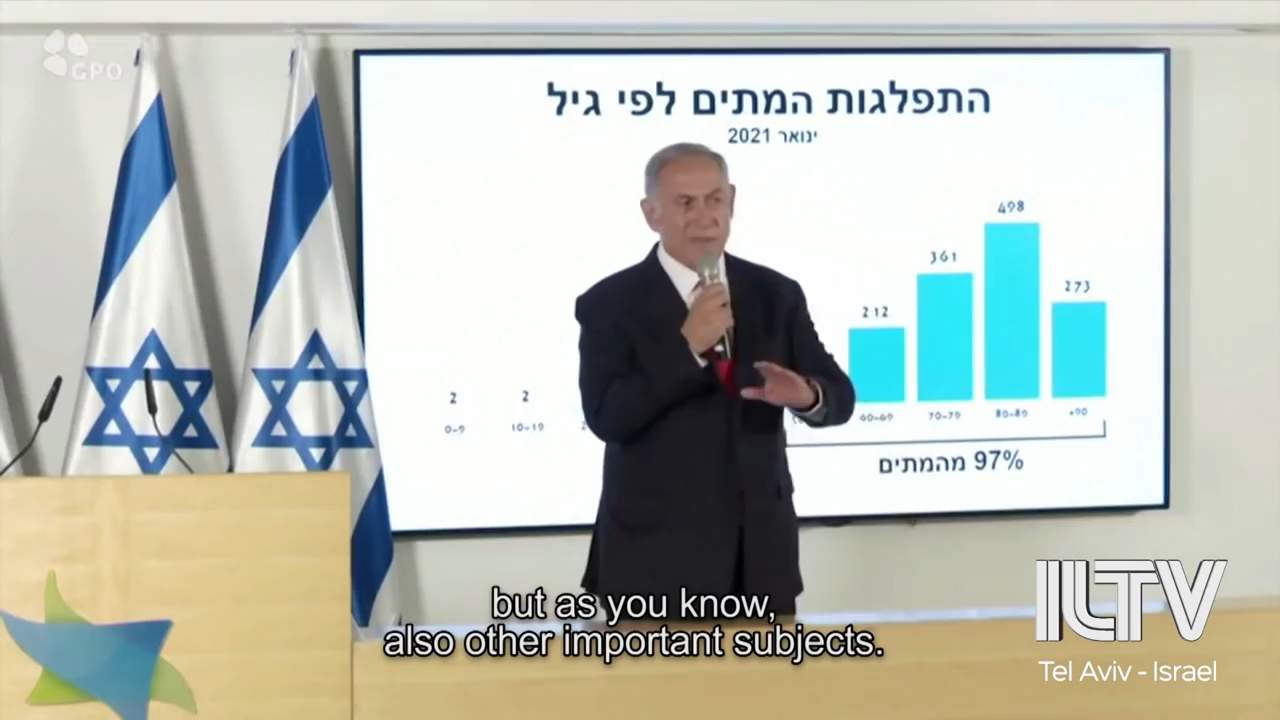 GPO
התפלגות המתים לפי גיל
ינואר 2021
498
361
273
212
2
2
0-9
10-19
60-69
70-79
80-89
90+
97% מהמתים
but as you know,
also other important subjects.
ILTV
Tel Aviv - Israel